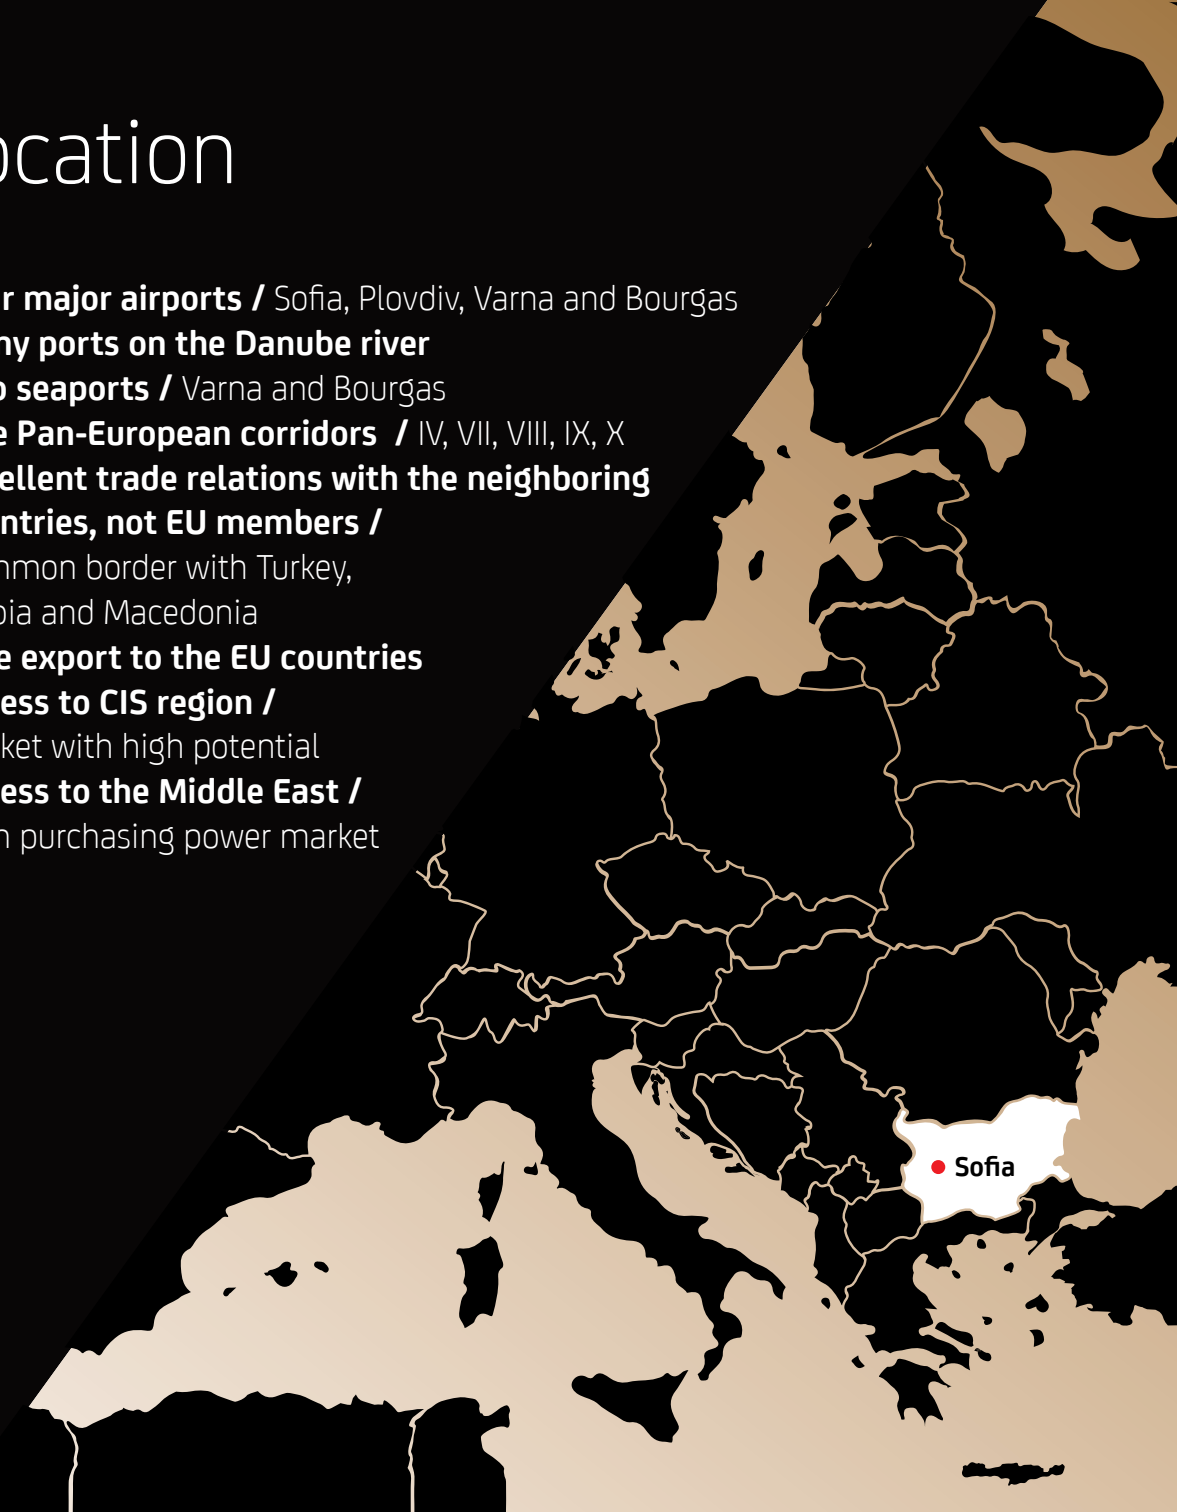 ocation
r major airports / Sofia, Plovdiv, Varna and Bourgas
ny ports on the Danube river
o seaports / Varna and Bourgas
e Pan-European corridors / IV, VII, VIII, IX, X
ellent trade relations with the neighboring
ntries, not EU members /
mmon border with Turkey,
bia and Macedonia
e export to the EU countries
ess to CIS region /
ket with high potential
ess to the Middle East /
h purchasing power market
Sofia